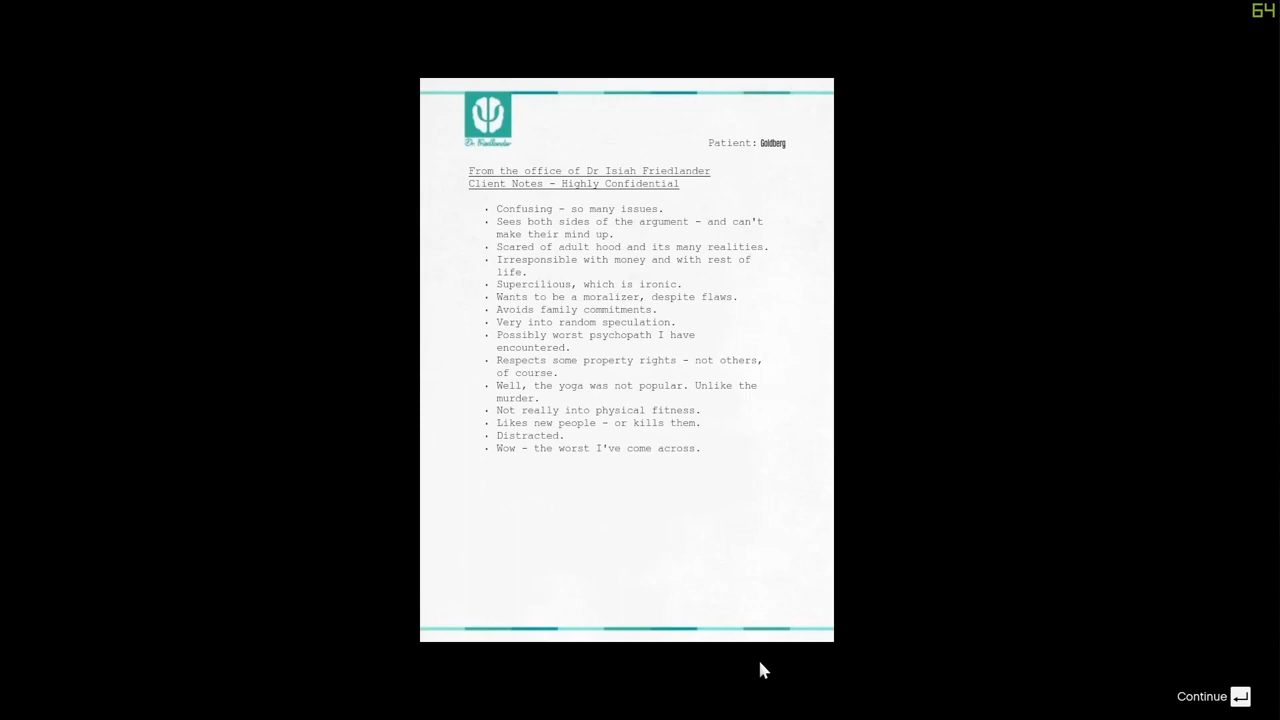 64
Dr. Friedlander
Patient: Goldberg
From the office of Dr Isiah Friedlander
Client Notes - Highly Confidential
· Confusing - so many issues.
· Sees both sides of the argument - and can't
make their mind up.
· Scared of adult hood and its many realities.
· Irresponsible with money and with rest of
life.
· Supercilious, which is ironic.
· Wants to be a moralizer, despite flaws.
· Avoids family commitments.
· Very into random speculation.
· Possibly worst psychopath I have
encountered.
· Respects some property rights - not others,
of course.
· Well, the yoga was not popular. Unlike the
murder.
· Not really into physical fitness.
· Likes new people - or kills them.
· Distracted.
· Wow - the worst I've come across.
Continue